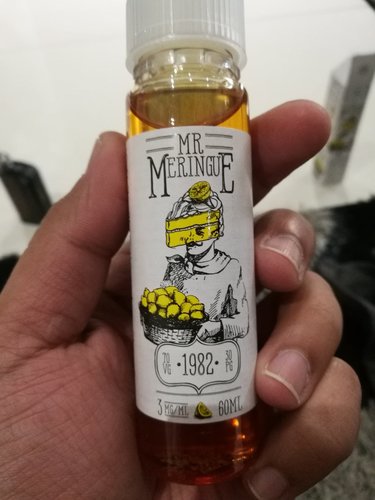 MR
MERINGUE
70 VG · 1982 · 30 PG
3 MG/ML 60ML